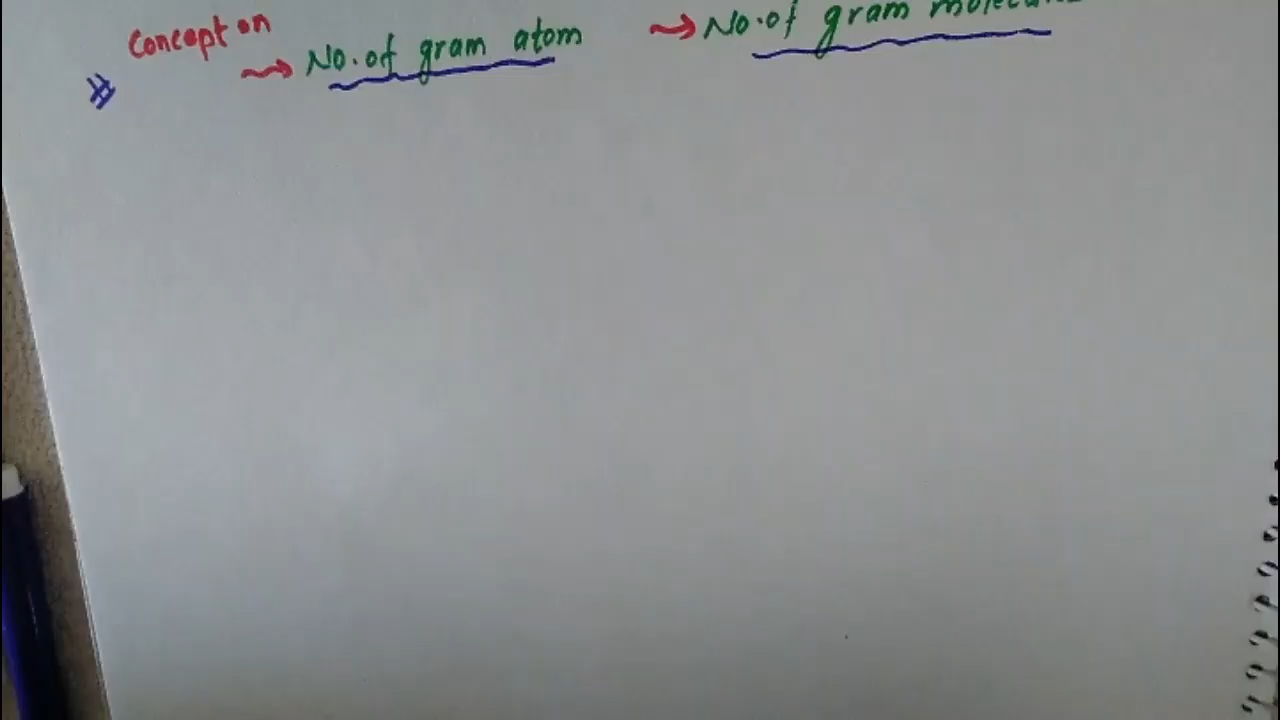 Concept on
→ No. of gram atom → No. of gram